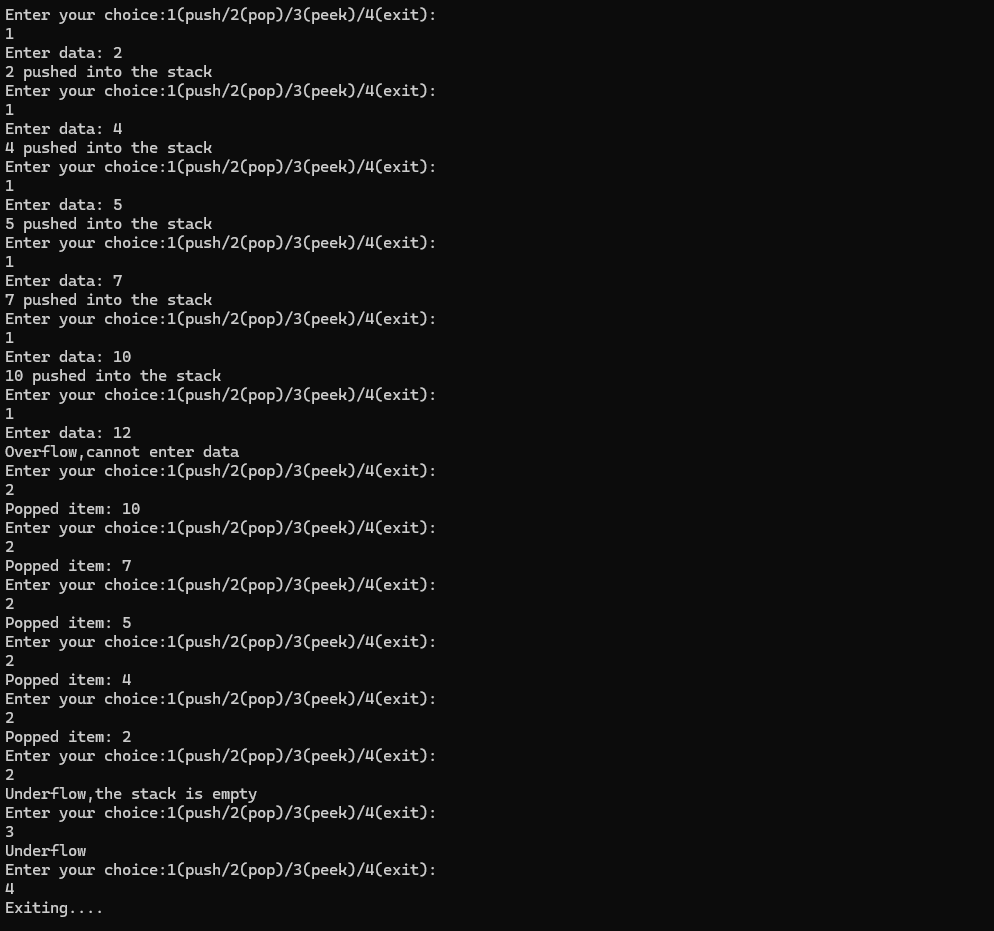 Enter your choice:1(push/2(pop)/3(peek)/4(exit):
1
Enter data: 2
2 pushed into the stack
Enter your choice:1(push/2(pop)/3(peek)/4(exit):
1
Enter data: 4
4 pushed into the stack
Enter your choice:1(push/2(pop)/3(peek)/4(exit):
1
Enter data: 5
5 pushed into the stack
Enter your choice:1(push/2(pop)/3(peek)/4(exit):
1
Enter data: 7
7 pushed into the stack
Enter your choice:1(push/2(pop)/3(peek)/4(exit):
1
Enter data: 10
10 pushed into the stack
Enter your choice:1(push/2(pop)/3(peek)/4(exit):
1
Enter data: 12
Overflow,cannot enter data
Enter your choice:1(push/2(pop)/3(peek)/4(exit):
2
Popped item: 10
Enter your choice:1(push/2(pop)/3(peek)/4(exit):
2
Popped item: 7
Enter your choice:1(push/2(pop)/3(peek)/4(exit):
2
Popped item: 5
Enter your choice:1(push/2(pop)/3(peek)/4(exit):
2
Popped item: 4
Enter your choice:1(push/2(pop)/3(peek)/4(exit):
2
Popped item: 2
Enter your choice:1(push/2(pop)/3(peek)/4(exit):
2
Underflow,the stack is empty
Enter your choice:1(push/2(pop)/3(peek)/4(exit):
3
Underflow
Enter your choice:1(push/2(pop)/3(peek)/4(exit):
4
Exiting....